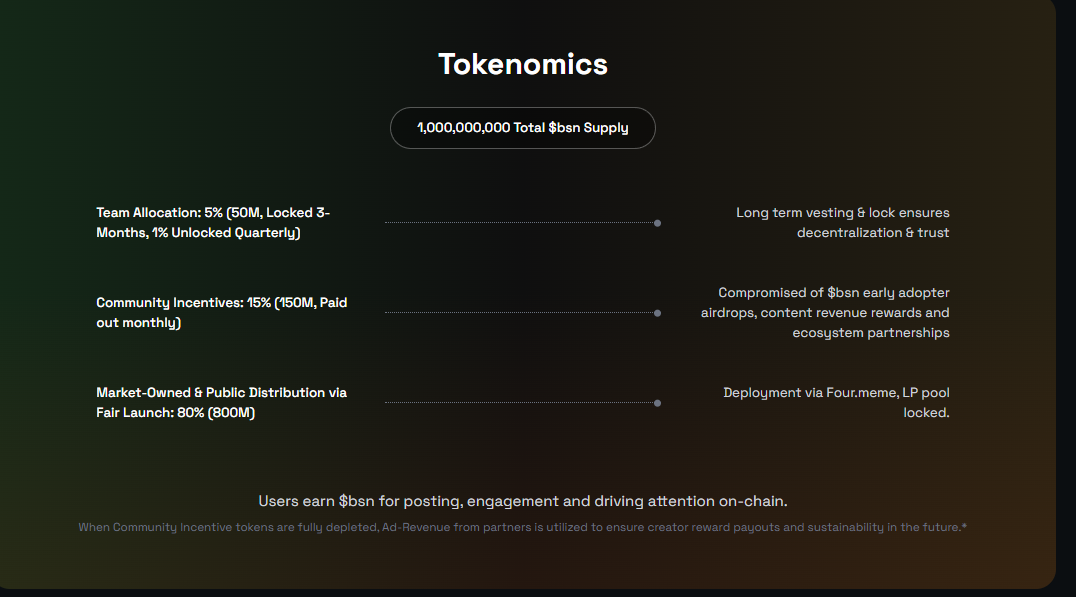 Tokenomics
1,000,000,000 Total $bsn Supply
Team Allocation: 5% (50M, Locked 3-
Months, 1% Unlocked Quarterly)
Long term vesting & lock ensures
decentralization & trust
Community Incentives: 15% (150M, Paid
out monthly)
Compromised of $bsn early adopter
airdrops, content revenue rewards and
ecosystem partnerships
Market-Owned & Public Distribution via
Fair Launch: 80% (800M)
Deployment via Four.meme, LP pool
locked.
Users earn $bsn for posting, engagement and driving attention on-chain.
When Community Incentive tokens are fully depleted, Ad-Revenue from partners is utilized to ensure creator reward payouts and sustainability in the future.*